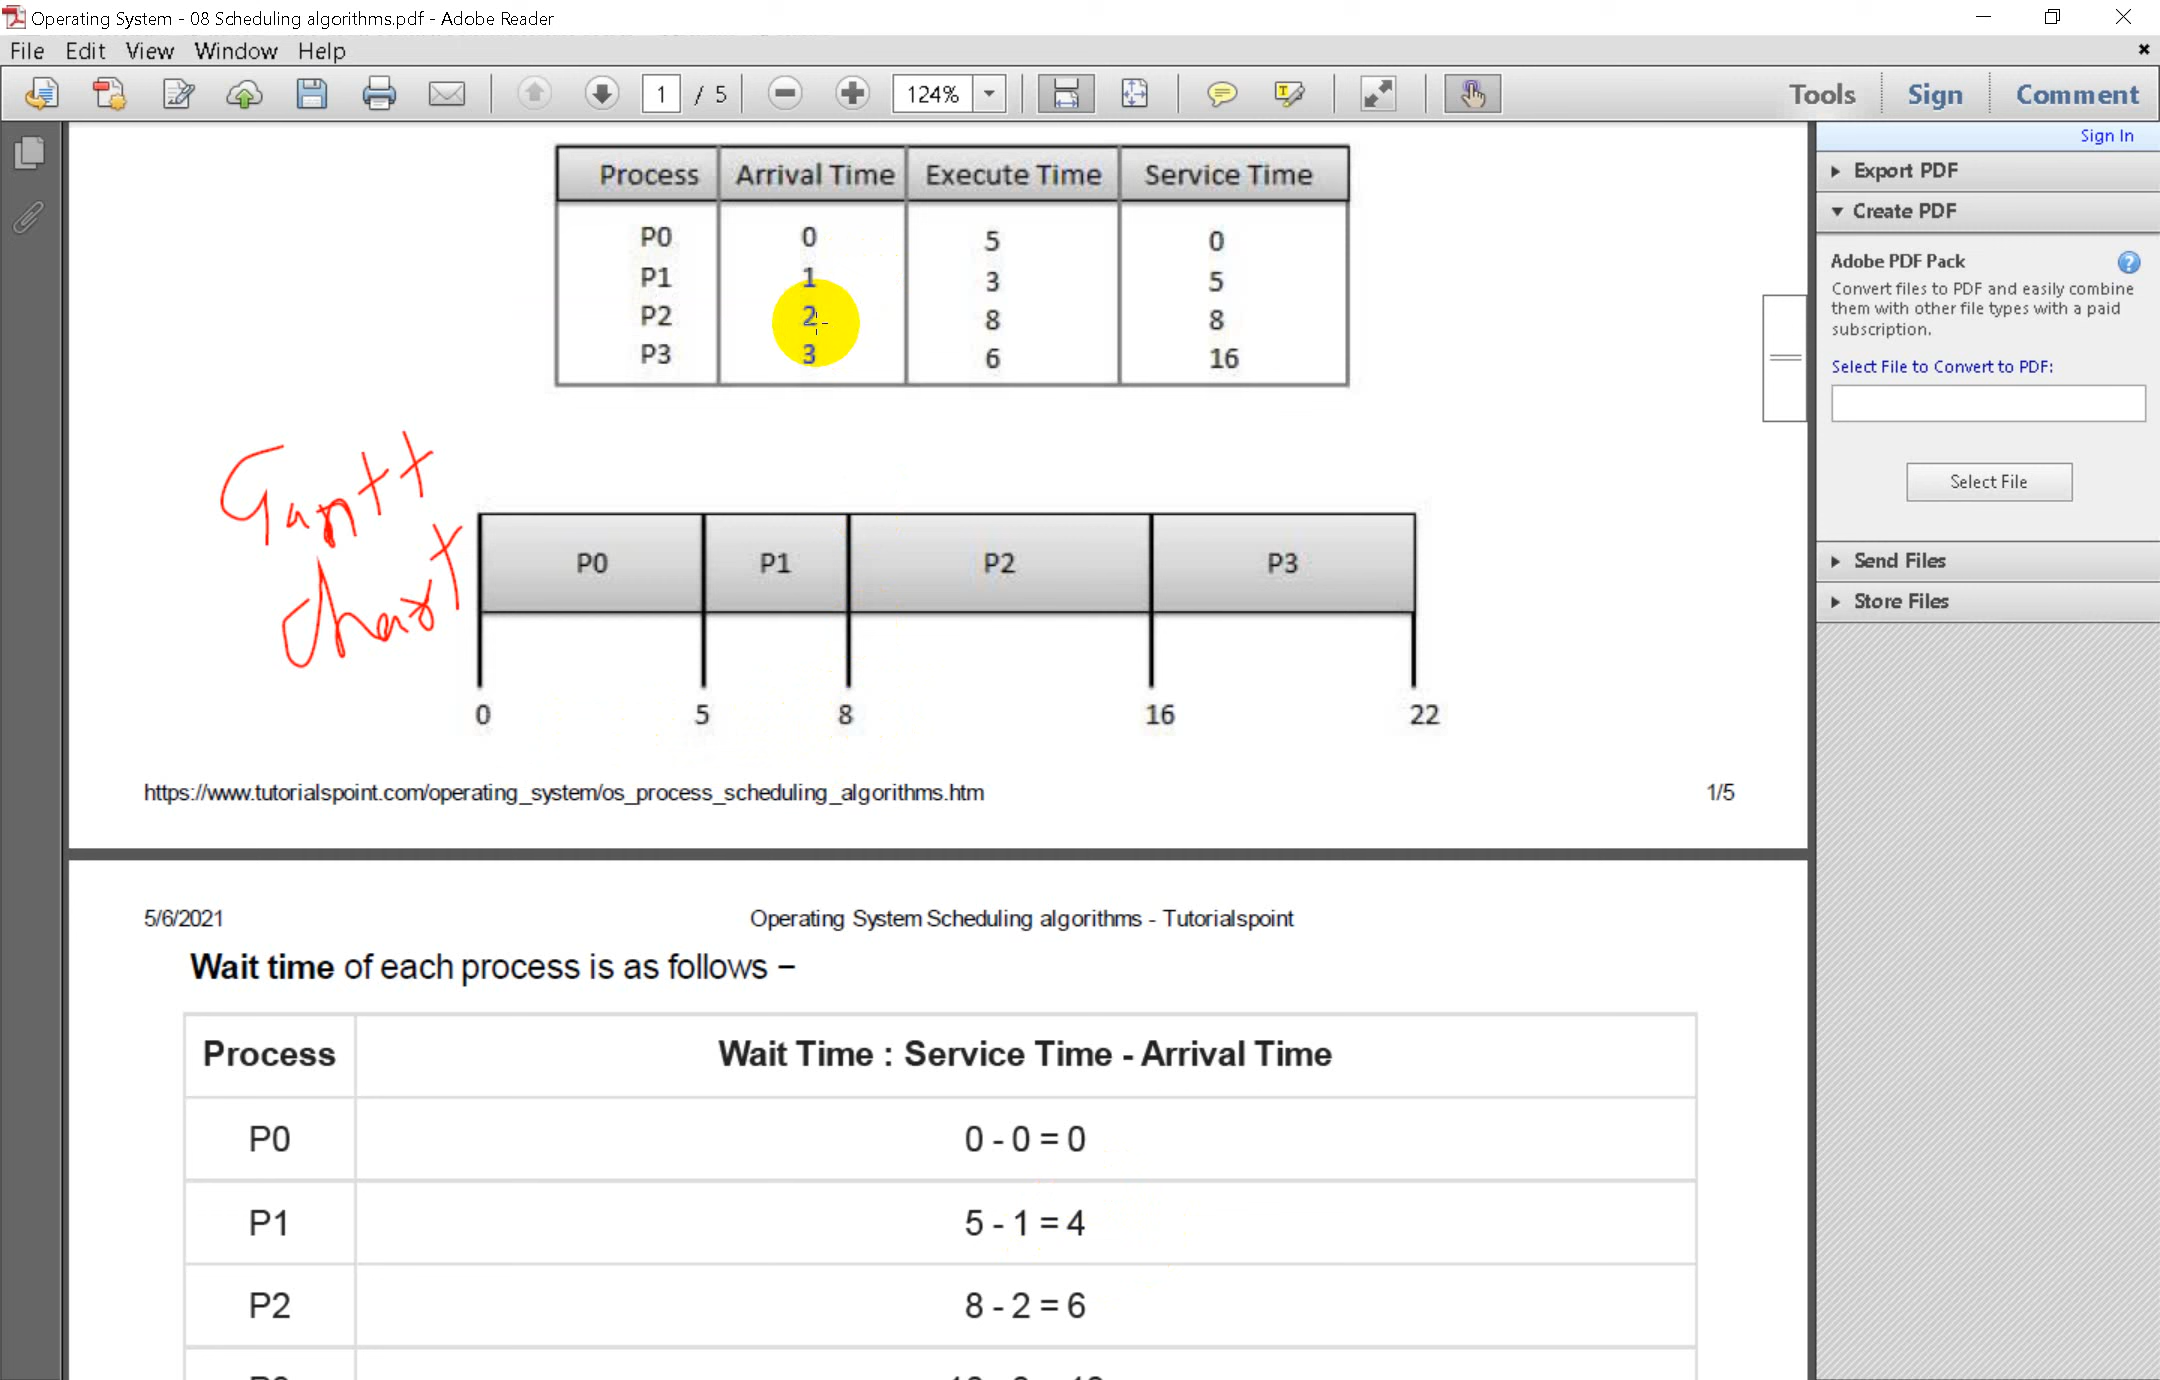 Operating System - 08 Scheduling algorithms.pdf - Adobe Reader
File Edit View Window Help
1 / 5 124% Tools Sign Comment
Sign In
Export PDF
Create PDF
Adobe PDF Pack
Convert files to PDF and easily combine
them with other file types with a paid
subscription.
Select File to Convert to PDF:
Select File
Send Files
Store Files
Process Arrival Time Execute Time Service Time
P0 0 5 0
P1 1 3 5
P2 2 8 8
P3 3 6 16
Gantt
chart
P0 P1 P2 P3
0 5 8 16 22
https://www.tutorialspoint.com/operating_system/os_process_scheduling_algorithms.htm 1/5
5/6/2021 Operating System Scheduling algorithms - Tutorialspoint
Wait time of each process is as follows −
Process Wait Time : Service Time - Arrival Time
P0 0 - 0 = 0
P1 5 - 1 = 4
P2 8 - 2 = 6